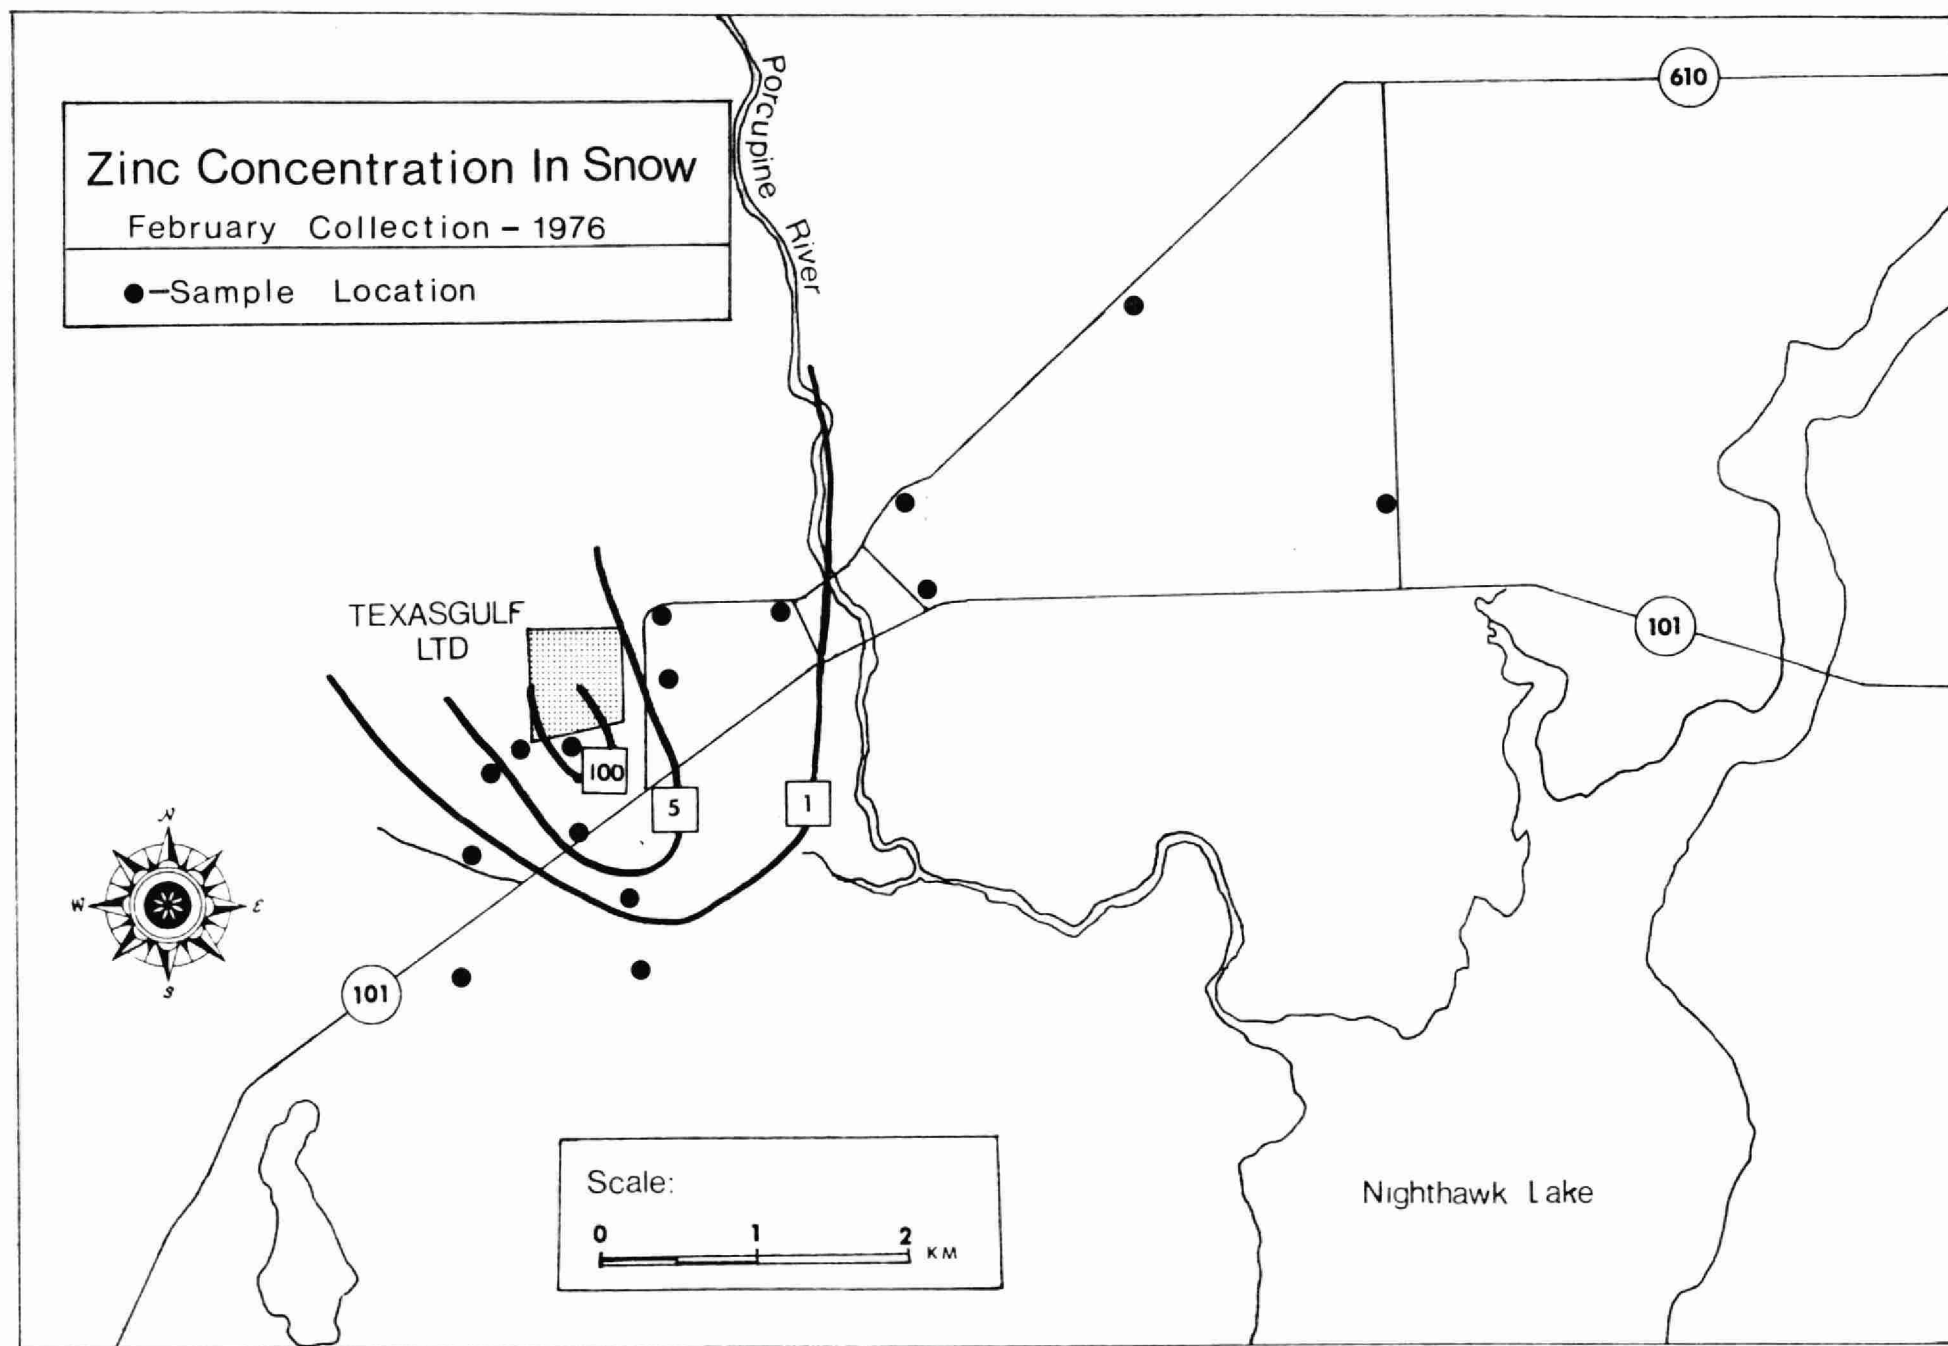 Zinc Concentration In Snow
February Collection – 1976
●–Sample Location
Porcupine River
610
TEXASGULF
LTD
101
100
5
1
N
W
E
S
101
Scale:
0 1 2
KM
Nighthawk Lake